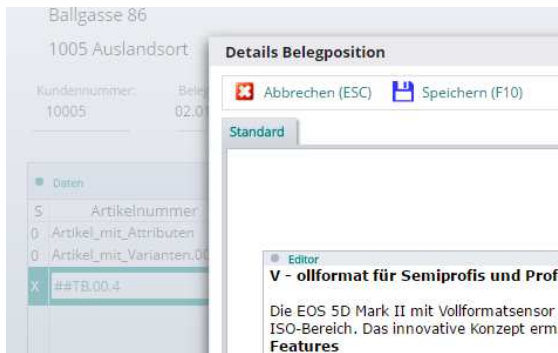 Ballgasse 86
1005 Auslandsort
Kundennummer:
Beleg
10005
02.01
Daten
S Artikelnummer
0 Artikel_mit_Attributen
0 Artikel_mit_Varianten.00
X ##TB.00.4
Details Belegposition
Abbrechen (ESC) Speichern (F10)
Standard
Editor
V - ollformat für Semiprofis und Prof
Die EOS 5D Mark II mit Vollformatsensor
ISO-Bereich. Das innovative Konzept erm
Features